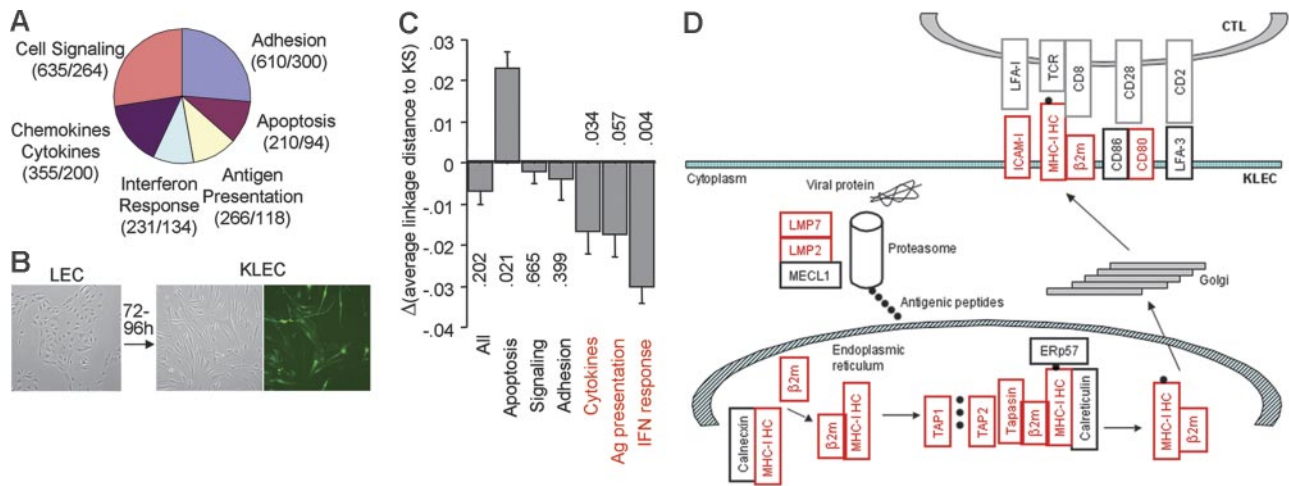 A
Cell Signaling
(635/264)
Adhesion
(610/300)
Apoptosis
(210/94)
Antigen
Presentation
(266/118)
Interferon
Response
(231/134)
Chemokines
Cytokines
(355/200)
B
LEC
KLEC
72-
96h
C
Δ(average linkage distance to KS)
.03
.02
.01
0
-.01
-.02
-.03
-.04
.202
.021
.665
.399
.034
.057
.004
All
Apoptosis
Signaling
Adhesion
Cytokines
Ag presentation
IFN response
D
CTL
LFA-I
TCR
CD8
CD28
CD2
ICAM-I
MHC-I HC
β2m
CD86
CD80
LFA-3
Cytoplasm
KLEC
Viral protein
LMP7
LMP2
MECL1
Proteasome
Antigenic peptides
Golgi
Endoplasmic
reticulum
ERp57
β2m
Calnecxin
MHC-I HC
β2m
MHC-I HC
TAP1
TAP2
Tapasin
β2m
MHC-I HC
Calreticulin
MHC-I HC
β2m